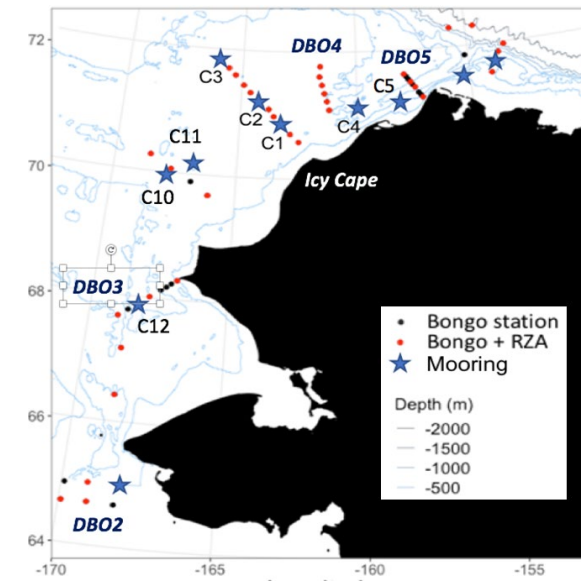 72
DBO4
DBO5
C3
C5
C2
C4
C1
C11
70
Icy Cape
C10
DBO3
68
C12
Bongo station
Bongo + RZA
Mooring
Depth (m)
-2000
-1500
-1000
-500
66
DBO2
64
-170
-165
-160
-155